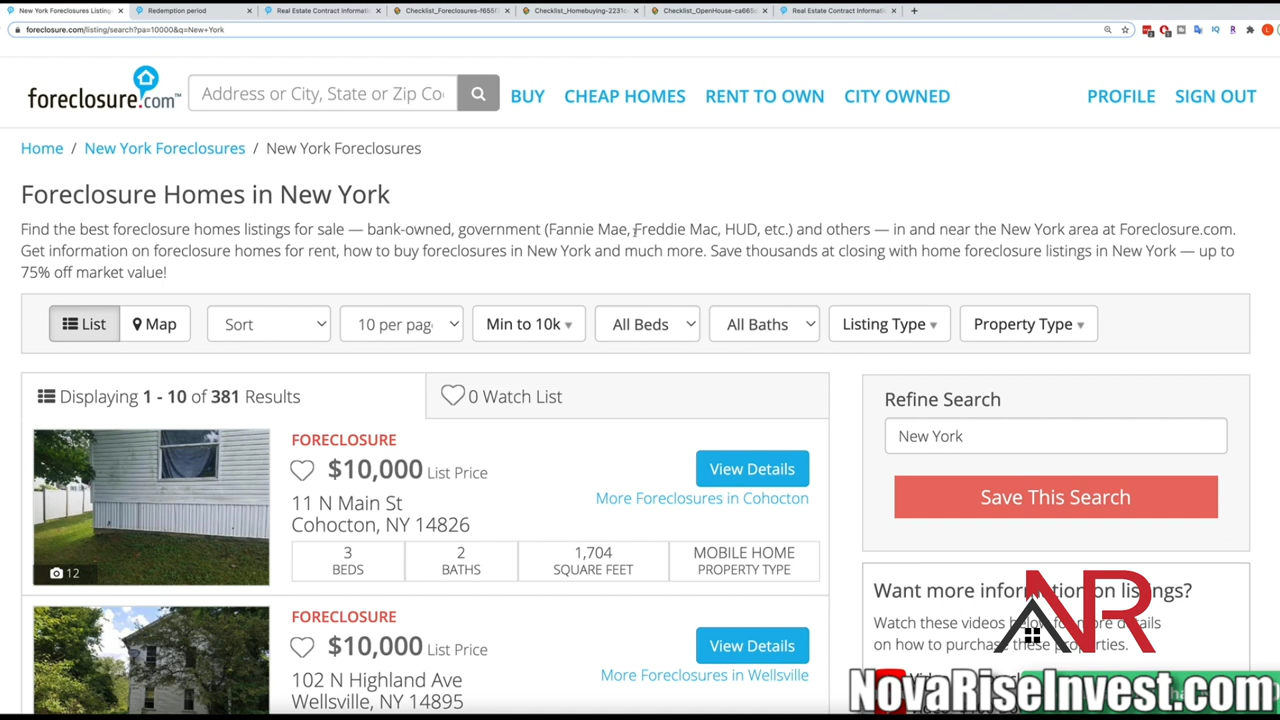 New York Foreclosures Listing
Redemption period
Real Estate Contract Informati
Checklist_Foreclosures-f655f
Checklist_Homebuying-2231
Checklist_OpenHouse-ca665
Real Estate Contract Informati
foreclosure.com/listing/search?pa=10000&q=New+York
foreclosure.com™
Address or City, State or Zip Co
BUY
CHEAP HOMES
RENT TO OWN
CITY OWNED
PROFILE
SIGN OUT
Home / New York Foreclosures / New York Foreclosures
Foreclosure Homes in New York
Find the best foreclosure homes listings for sale — bank-owned, government (Fannie Mae, Freddie Mac, HUD, etc.) and others — in and near the New York area at Foreclosure.com.
Get information on foreclosure homes for rent, how to buy foreclosures in New York and much more. Save thousands at closing with home foreclosure listings in New York — up to
75% off market value!
List
Map
Sort
10 per pag
Min to 10k
All Beds
All Baths
Listing Type
Property Type
Displaying 1 - 10 of 381 Results
0 Watch List
12
FORECLOSURE
$10,000 List Price
11 N Main St
Cohocton, NY 14826
View Details
More Foreclosures in Cohocton
3 BEDS
2 BATHS
1,704 SQUARE FEET
MOBILE HOME PROPERTY TYPE
FORECLOSURE
$10,000 List Price
102 N Highland Ave
Wellsville, NY 14895
View Details
More Foreclosures in Wellsville
Refine Search
New York
Save This Search
Want more information on listings?
Watch these videos below for more details
on how to purchase these properties.
NR
NovaRiseInvest.com